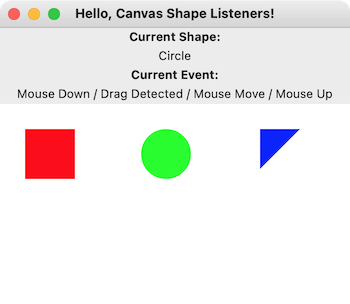 Hello, Canvas Shape Listeners!
Current Shape:
Circle
Current Event:
Mouse Down / Drag Detected / Mouse Move / Mouse Up